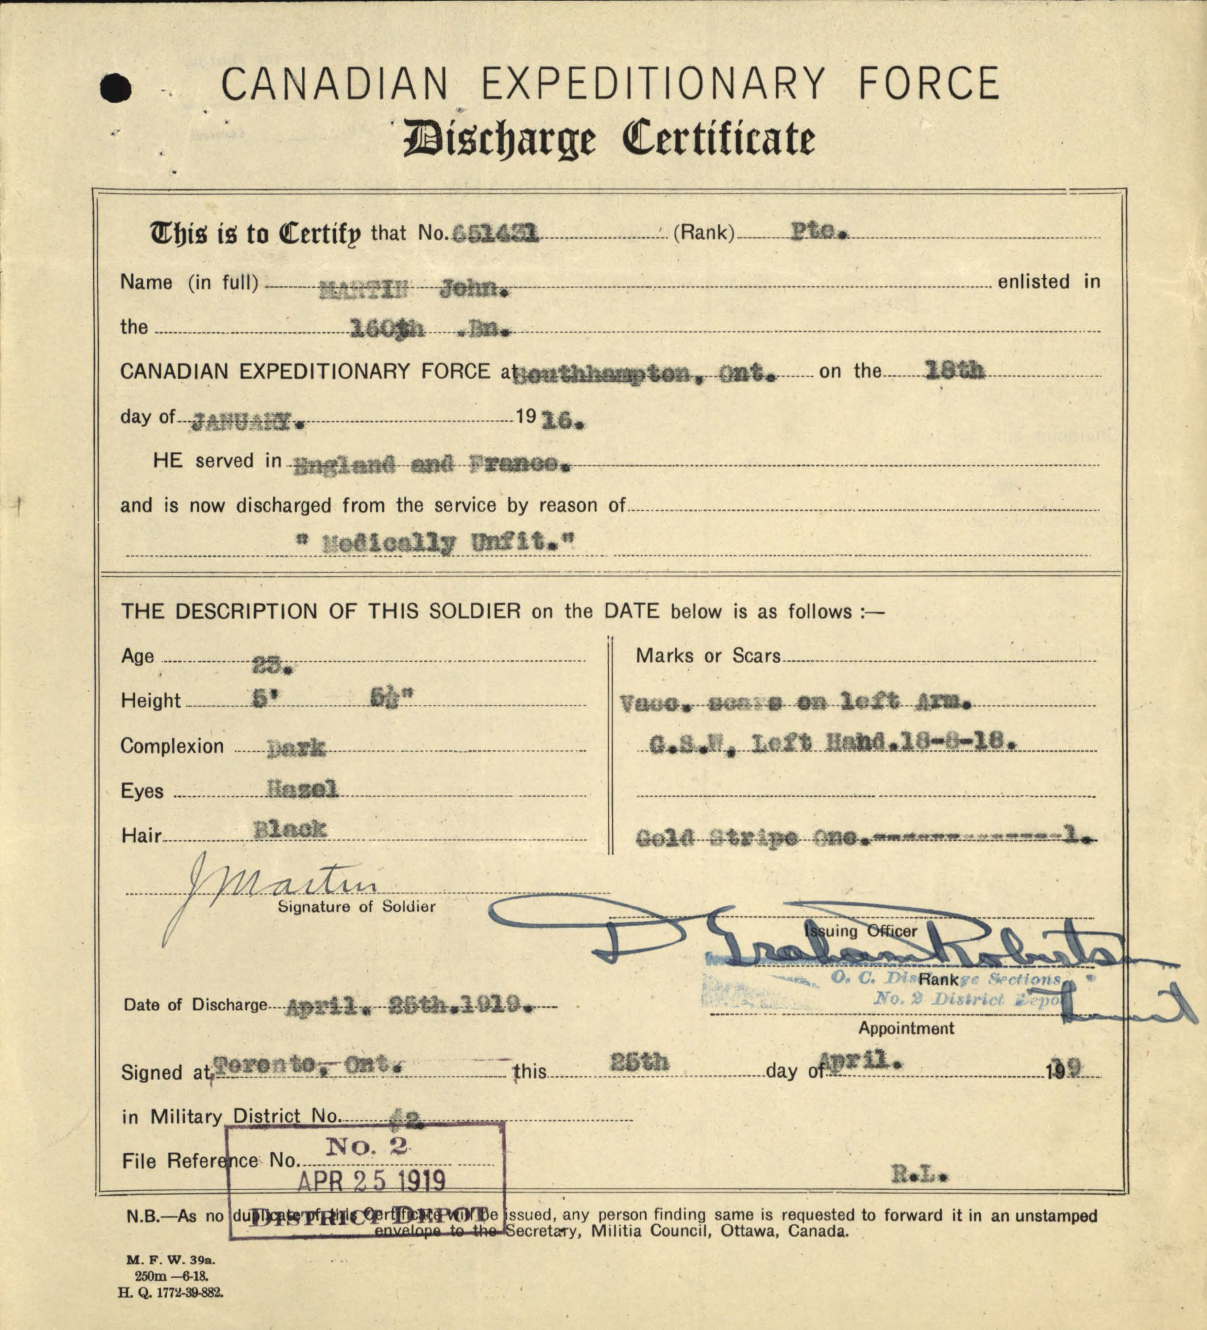 CANADIAN EXPEDITIONARY FORCE
Discharge Certificate
This is to Certify that No. 651431 (Rank) Pte.
Name (in full) MARTIN John. enlisted in
the 160th .Bn.
CANADIAN EXPEDITIONARY FORCE at Southhampton, Ont. on the 18th
day of JANUARY. 1916.
HE served in England and France.
and is now discharged from the service by reason of
" Medically Unfit."
THE DESCRIPTION OF THIS SOLDIER on the DATE below is as follows :—
Age 23.
Height 5' 5½"
Complexion Dark
Eyes Hazel
Hair Black
Marks or Scars
Vacc. scars on left Arm.
G.S.W. Left Hand.18-8-18.
Gold Stripe One.-------------1.
J Martin
Signature of Soldier
D Graham Robertson
Issuing Officer
Rank
O. C. Discharge Sections,
No. 2 District Depot
Lieut
Appointment
Date of Discharge April. 25th.1919.
Signed at Toronto, Ont. this 25th day of April. 199
in Military District No. #2
File Reference No.
No. 2
APR 25 1919
DISTRICT DEPOT
R.L.
N.B.—As no duplicate of this Certificate will be issued, any person finding same is requested to forward it in an unstamped
envelope to the Secretary, Militia Council, Ottawa, Canada.
M. F. W. 39a.
250m —6-18.
H. Q. 1772-39-882.